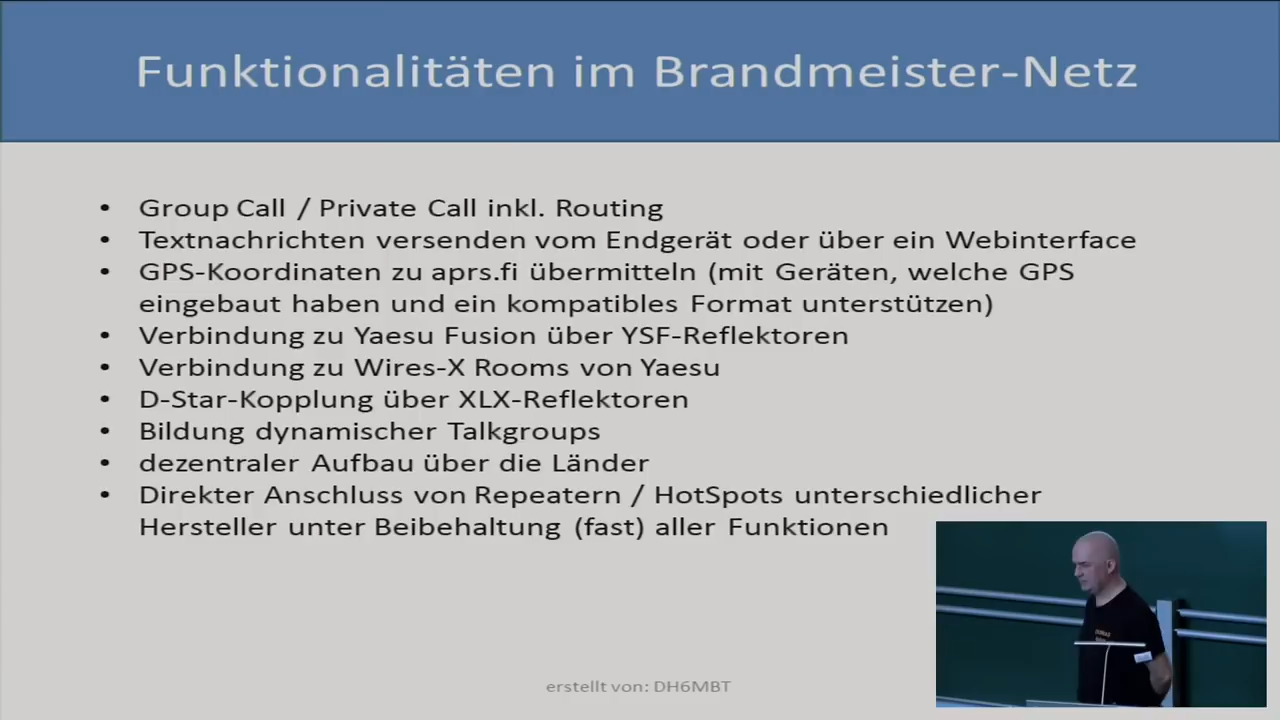 Funktionalitäten im Brandmeister-Netz
• Group Call / Private Call inkl. Routing
• Textnachrichten versenden vom Endgerät oder über ein Webinterface
• GPS-Koordinaten zu aprs.fi übermitteln (mit Geräten, welche GPS
eingebaut haben und ein kompatibles Format unterstützen)
• Verbindung zu Yaesu Fusion über YSF-Reflektoren
• Verbindung zu Wires-X Rooms von Yaesu
• D-Star-Kopplung über XLX-Reflektoren
• Bildung dynamischer Talkgroups
• dezentraler Aufbau über die Länder
• Direkter Anschluss von Repeatern / HotSpots unterschiedlicher
Hersteller unter Beibehaltung (fast) aller Funktionen
erstellt von: DH6MBT